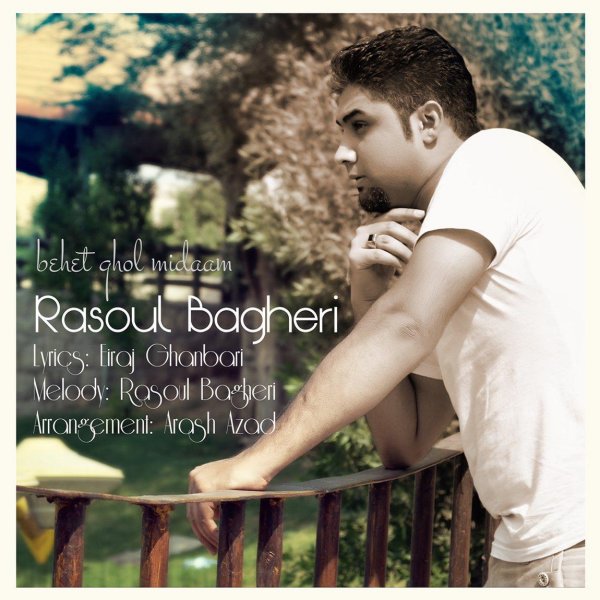 behet ghol midaam
Rasoul Bagheri
Lyrics: Eiraj Ghanbari
Melody: Rasoul Bagheri
Arrangement: Arash Azad